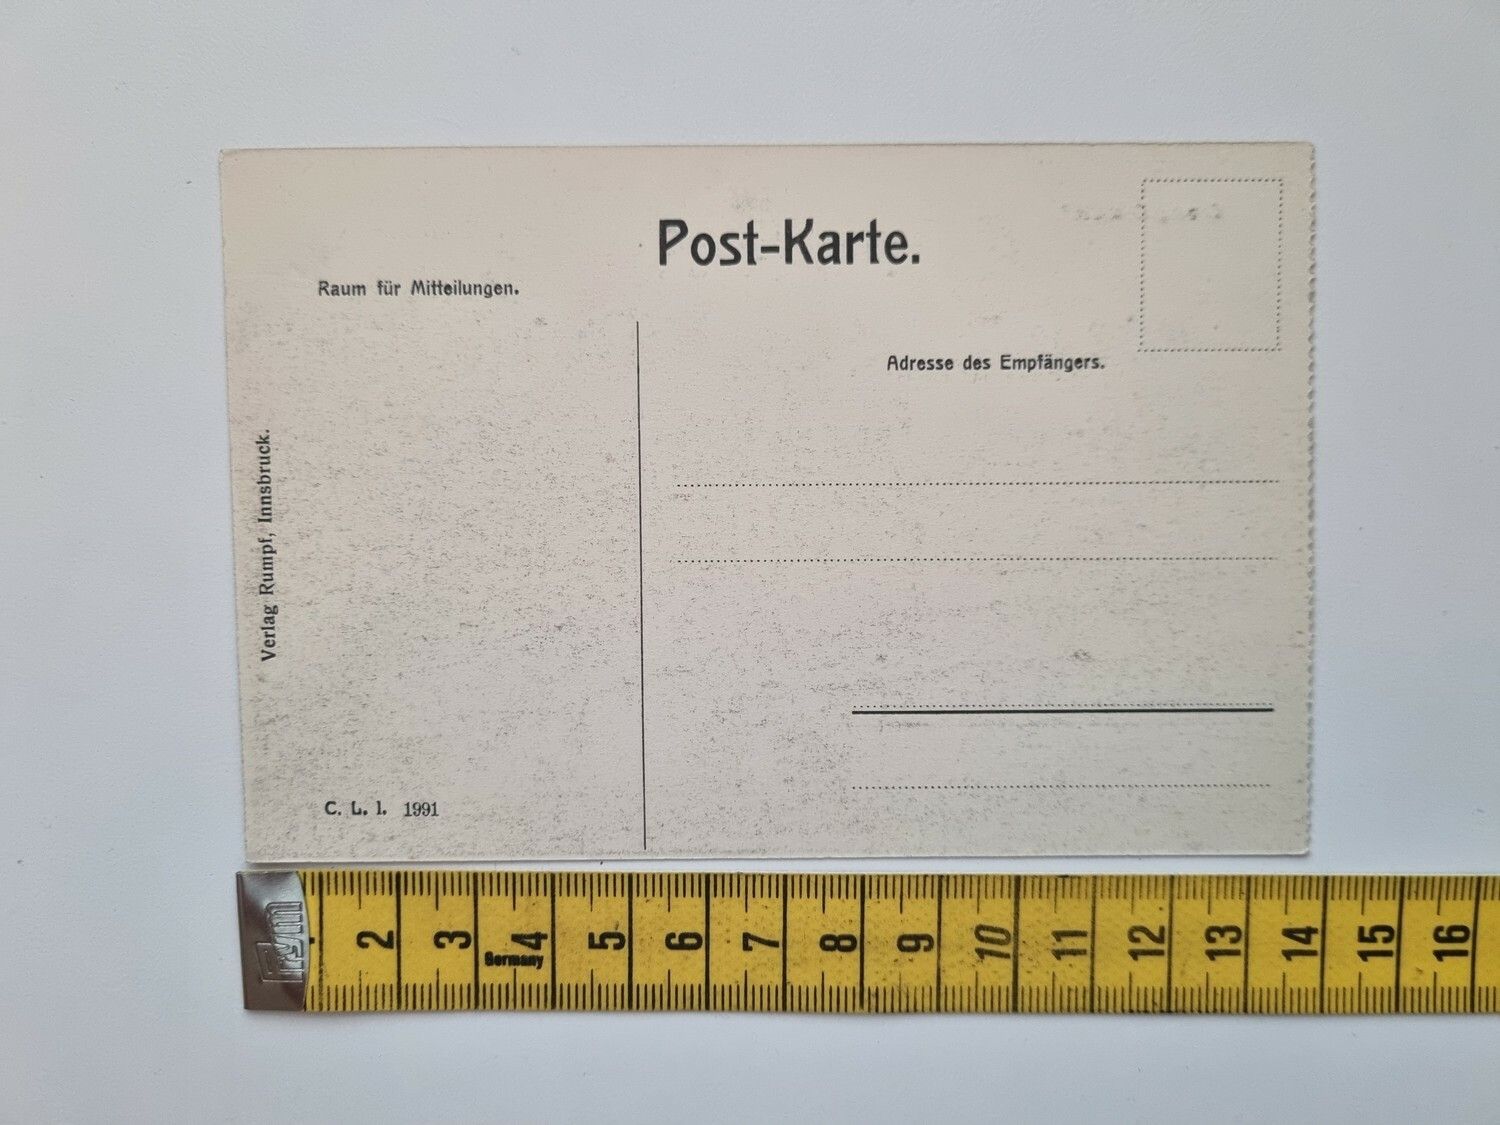 Post-Karte.
Raum für Mitteilungen.
Adresse des Empfängers.
Verlag Rumpf, Innsbruck.
C. L. l. 1991
Prym
2 3 4 5 6 7 8 9 10 11 12 13 14 15 16
Germany